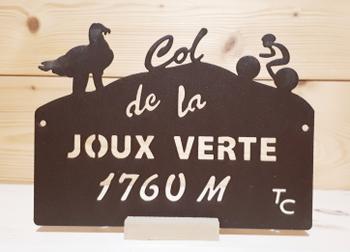 Col
de la
JOUX VERTE
1760 M
TC